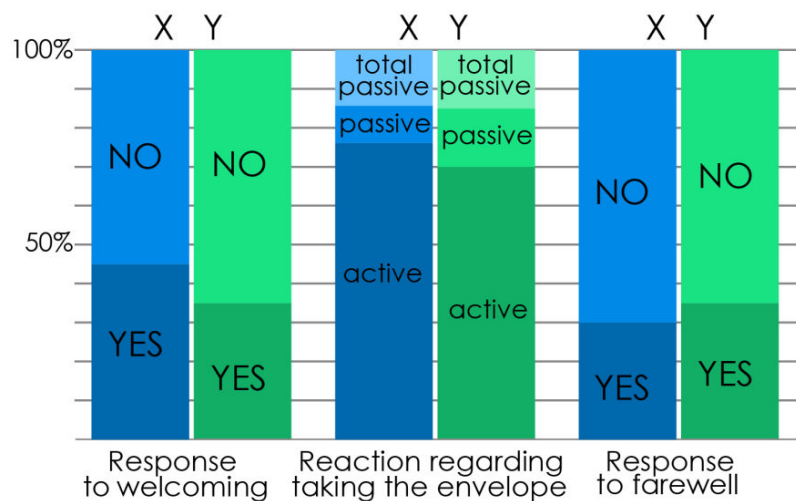 X Y X Y X Y
100%
50%
NO
YES
NO
YES
total
passive
passive
active
total
passive
passive
active
NO
YES
NO
YES
Response
to welcoming
Reaction regarding
taking the envelope
Response
to farewell